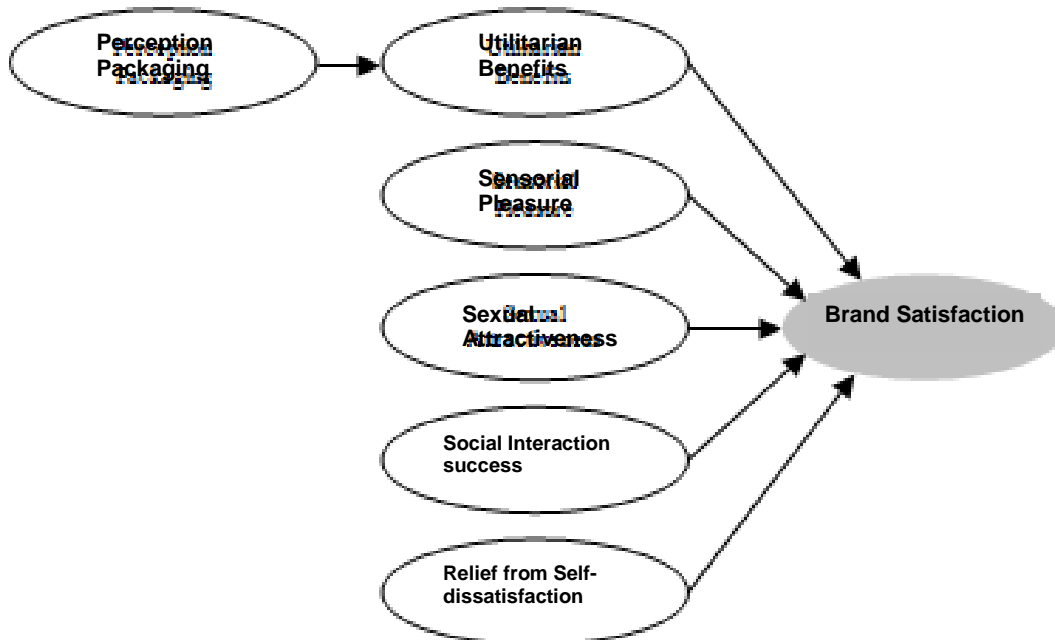 Perception
Packaging
Utilitarian
Benefits
Sensorial
Pleasure
Sexual
Attractiveness
Brand Satisfaction
Social Interaction
success
Relief from Self-
dissatisfaction